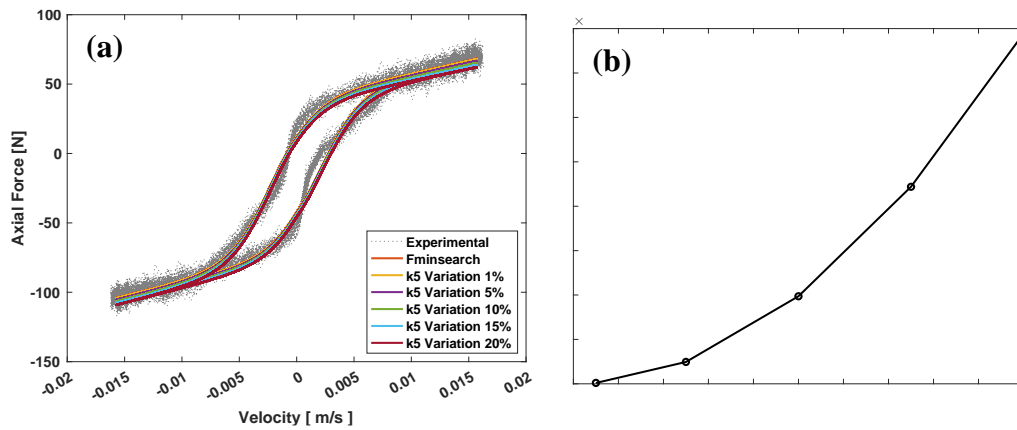 (a)
100
50
0
-50
-100
-150
Axial Force [N]
-0.02
-0.015
-0.01
-0.005
0
0.005
0.01
0.015
0.02
Velocity [ m/s ]
Experimental
Fminsearch
k5 Variation 1%
k5 Variation 5%
k5 Variation 10%
k5 Variation 15%
k5 Variation 20%
×
(b)